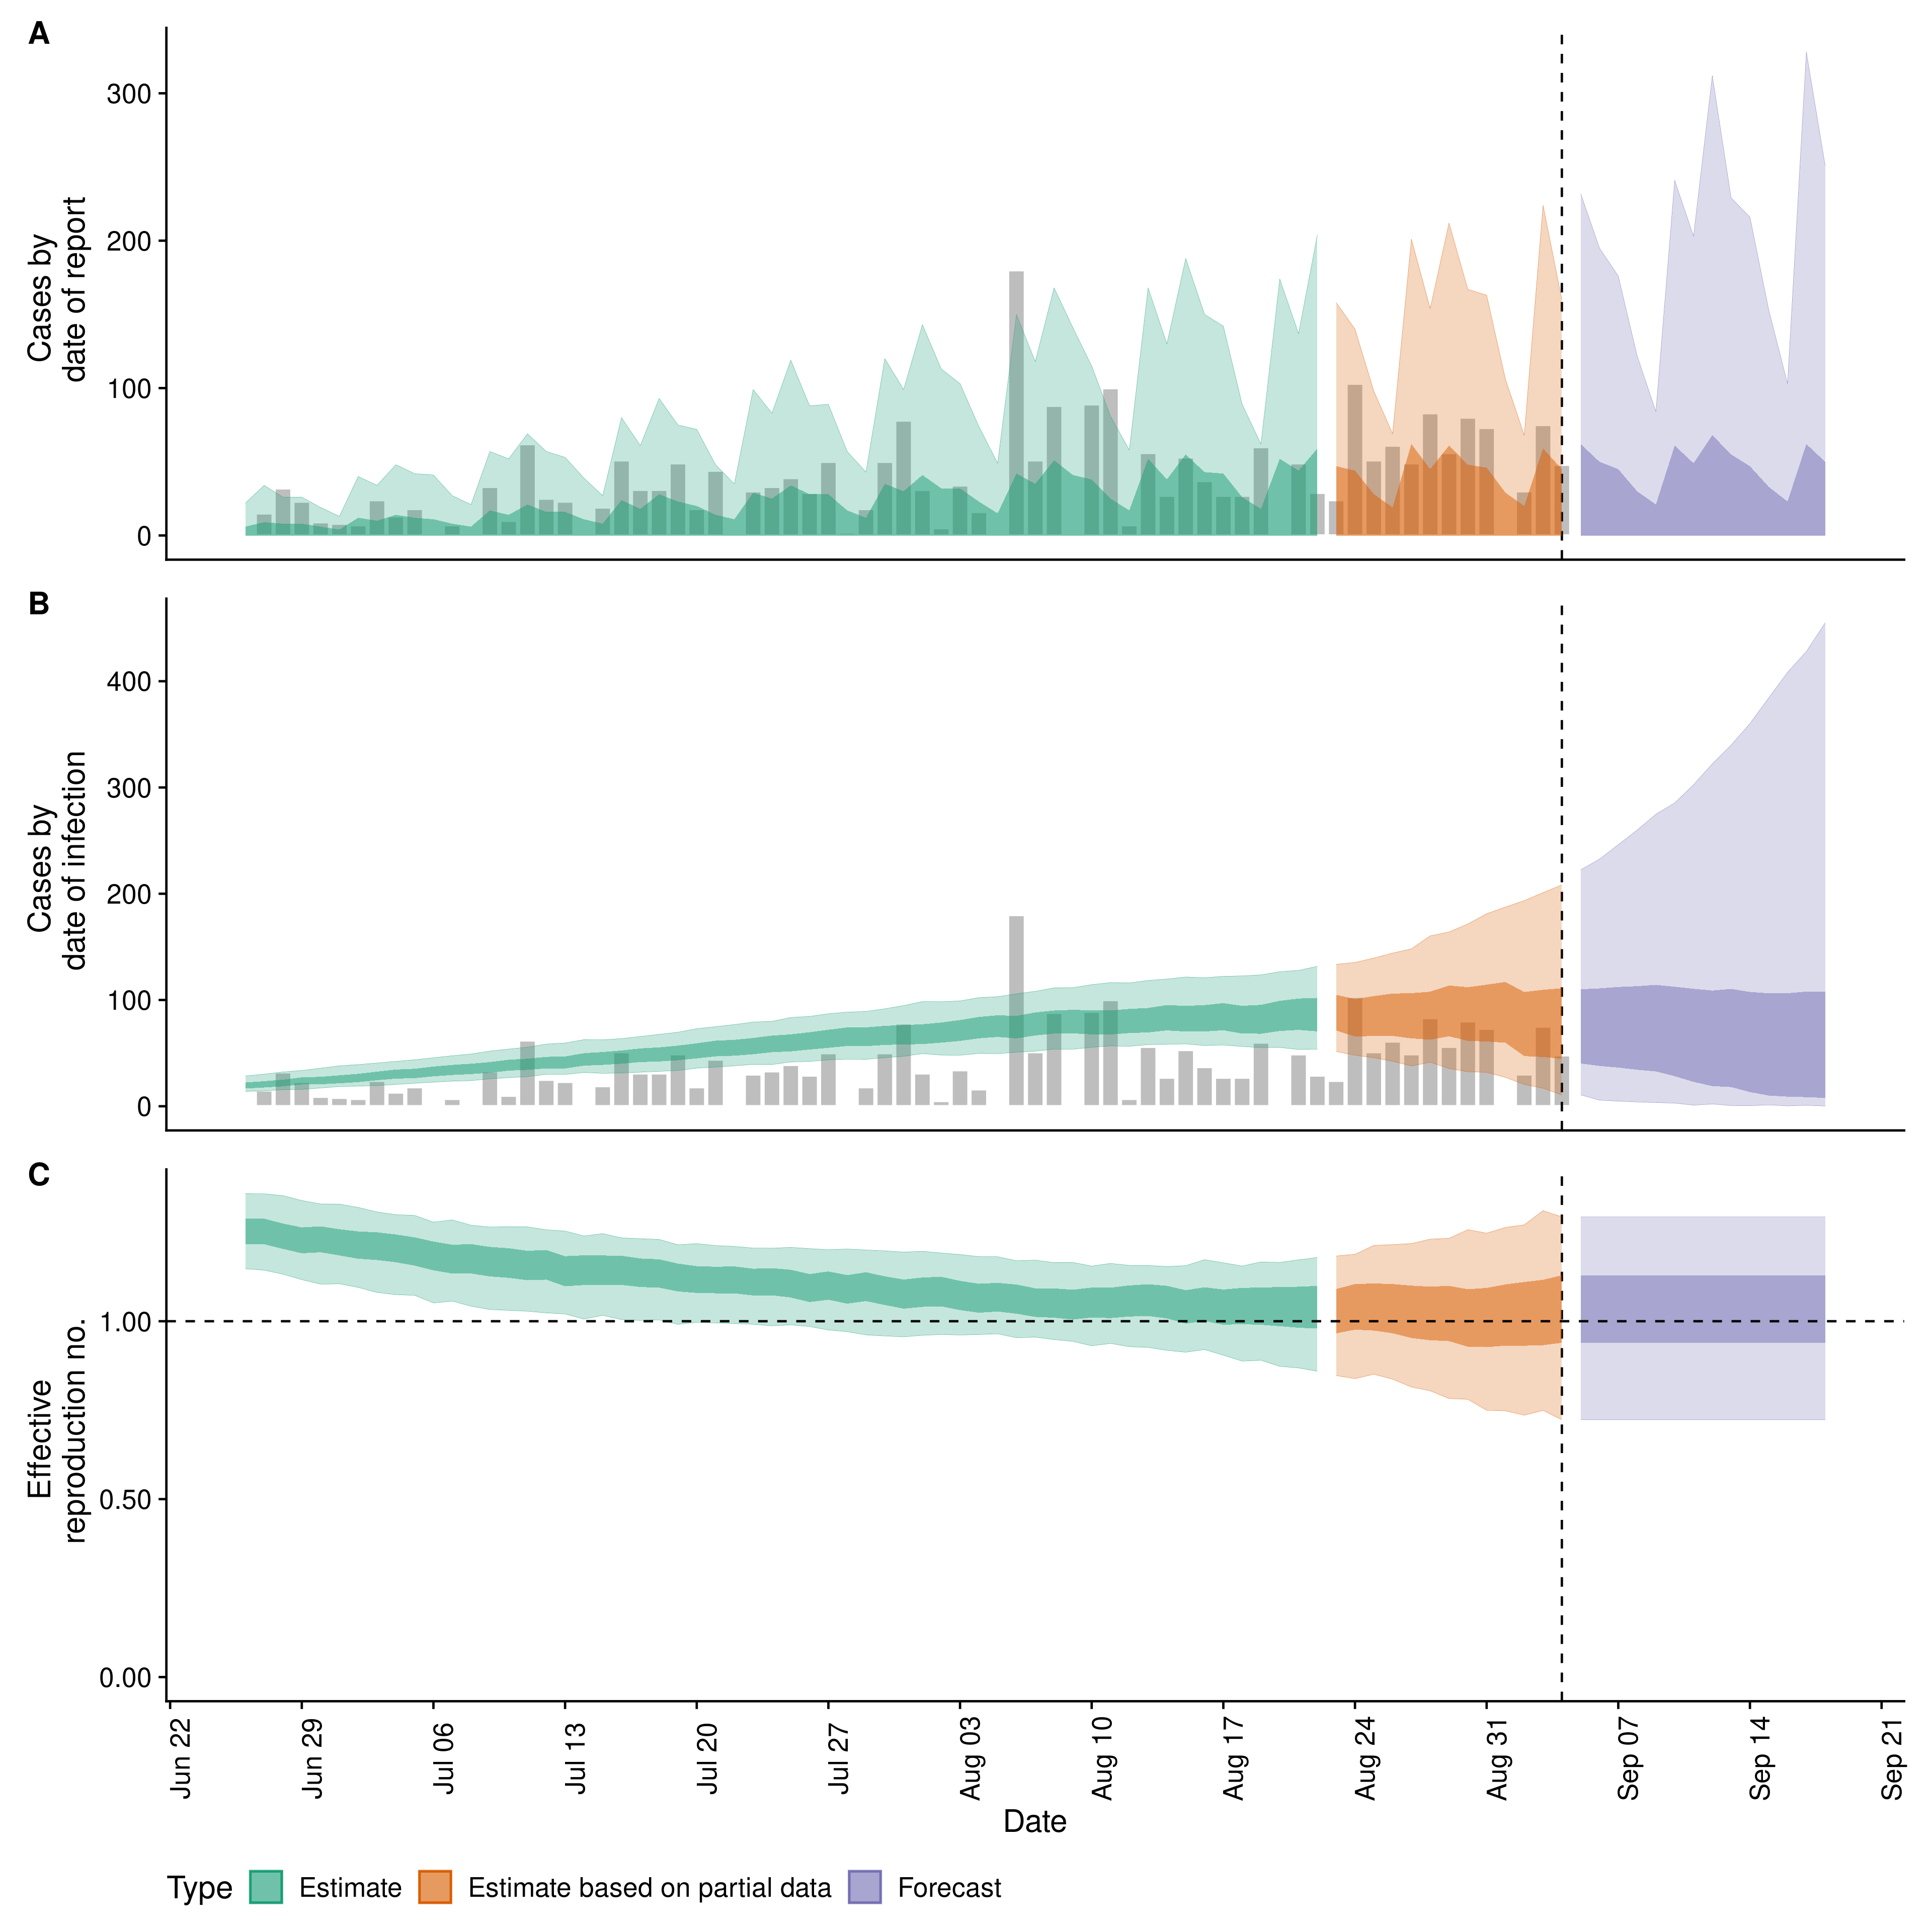 A
Cases by
date of report
300
200
100
0
B
Cases by
date of infection
400
300
200
100
0
C
Effective
reproduction no.
1.00
0.50
0.00
Jun 22
Jun 29
Jul 06
Jul 13
Jul 20
Jul 27
Aug 03
Aug 10
Aug 17
Aug 24
Aug 31
Sep 07
Sep 14
Sep 21
Date
Type
Estimate
Estimate based on partial data
Forecast